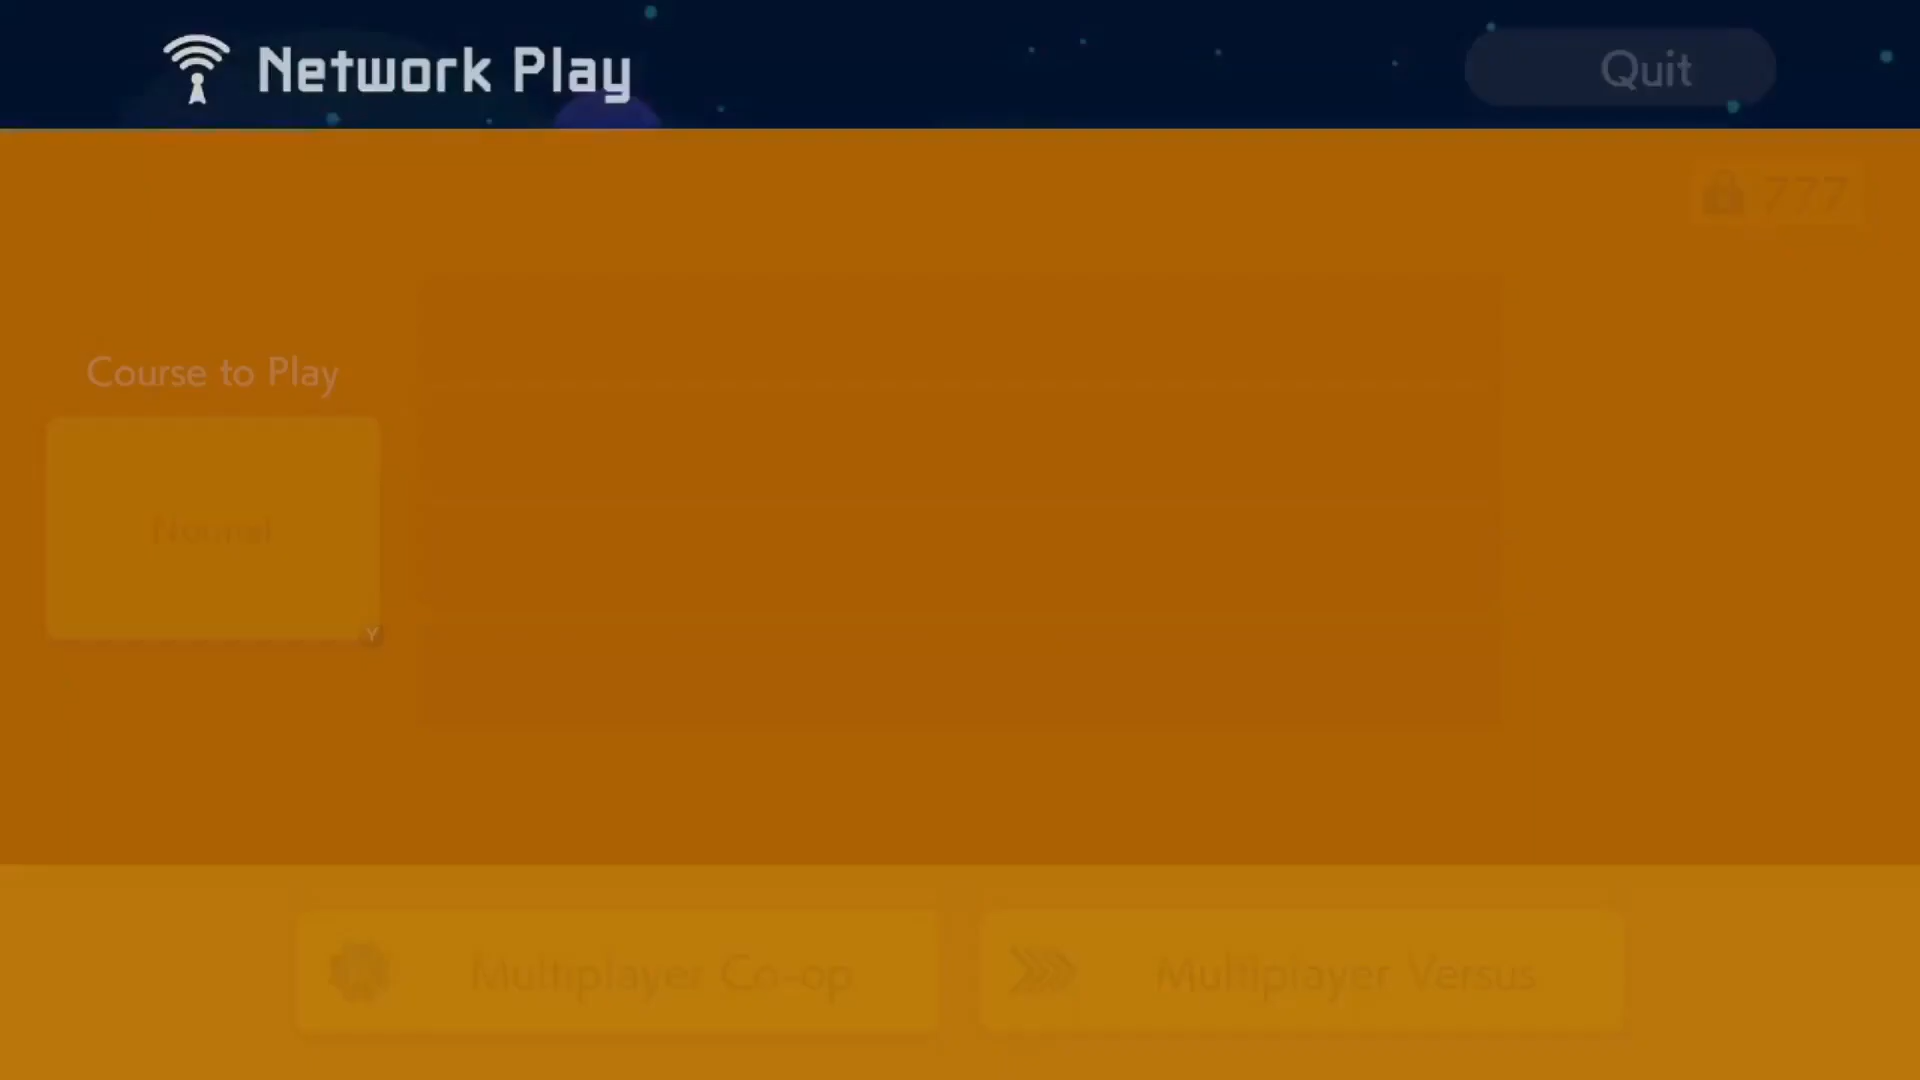 Network Play
Quit
777
Course to Play
Normal
Y
Multiplayer Co-op
Multiplayer Versus